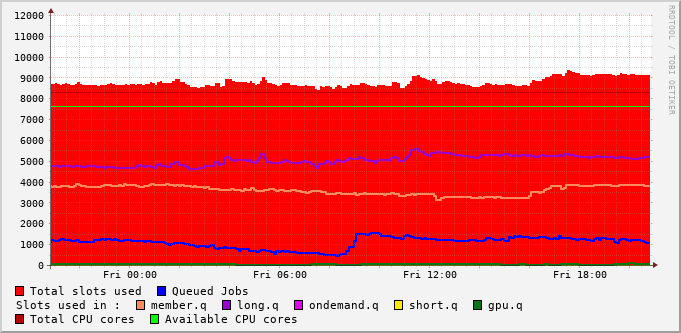 12000
11000
10000
9000
8000
7000
6000
5000
4000
3000
2000
1000
0
Fri 00:00 Fri 06:00 Fri 12:00 Fri 18:00
RRDTOOL / TOBI OETIKER
Total slots used Queued Jobs
Slots used in : member.q long.q ondemand.q short.q gpu.q
Total CPU cores Available CPU cores